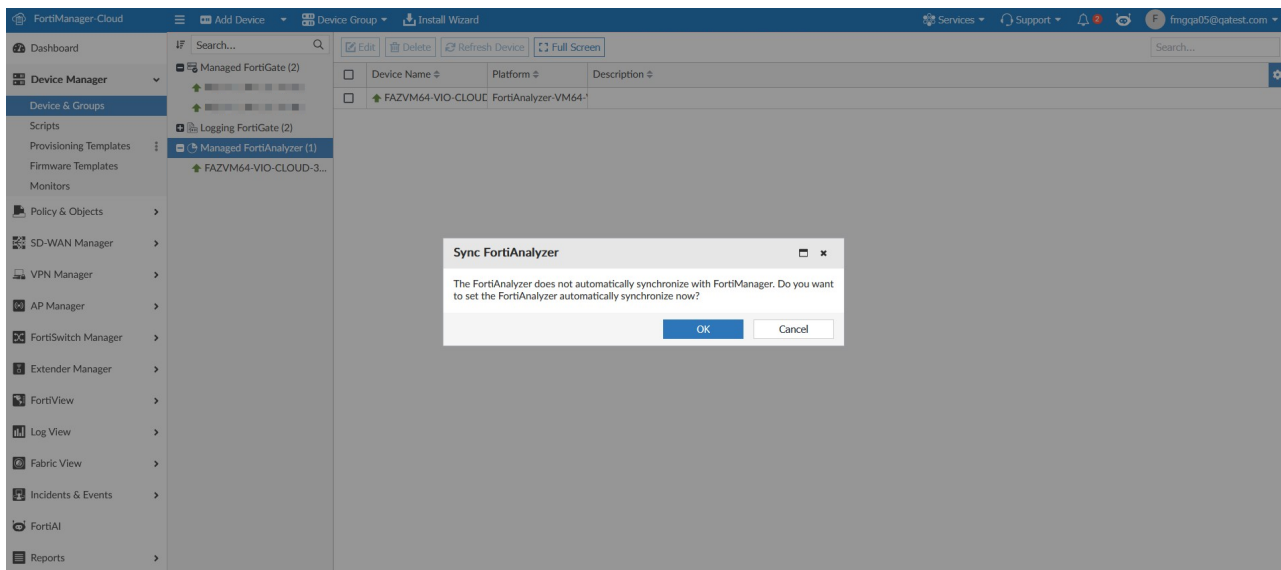 FortiManager-Cloud
Add Device
Device Group
Install Wizard
Services
Support
2
F
fmgqa05@qatest.com
Dashboard
Device Manager
Device & Groups
Scripts
Provisioning Templates
Firmware Templates
Monitors
Policy & Objects
SD-WAN Manager
VPN Manager
AP Manager
FortiSwitch Manager
Extender Manager
FortiView
Log View
Fabric View
Incidents & Events
FortiAI
Reports
Search...
Managed FortiGate (2)
Logging FortiGate (2)
Managed FortiAnalyzer (1)
FAZVM64-VIO-CLOUD-3...
Edit
Delete
Refresh Device
Full Screen
Search...
Device Name
Platform
Description
FAZVM64-VIO-CLOUD
FortiAnalyzer-VM64-
Sync FortiAnalyzer
The FortiAnalyzer does not automatically synchronize with FortiManager. Do you want
to set the FortiAnalyzer automatically synchronize now?
OK
Cancel